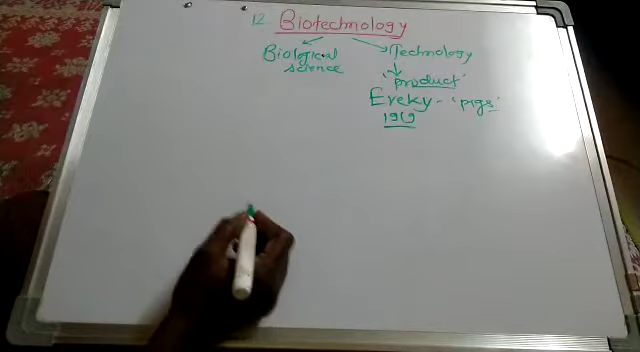 12 Biotechnology
Biological science
Technology
'product'
Ereky - 'pigs'
1919